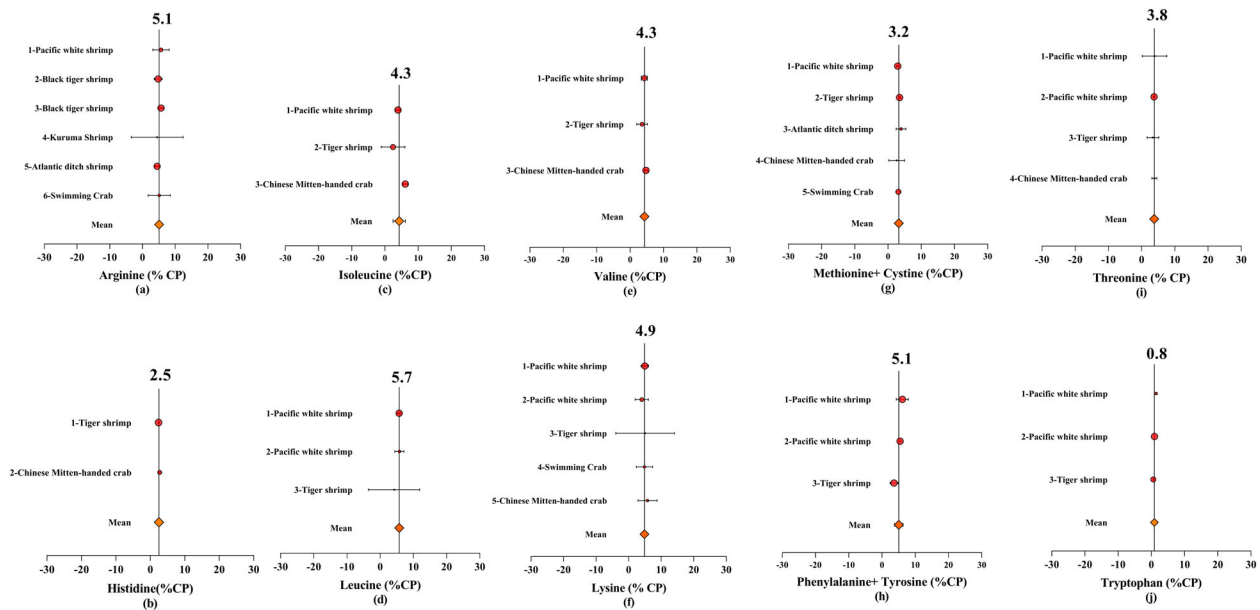 5.1
1-Pacific white shrimp
2-Black tiger shrimp
3-Black tiger shrimp
4-Kuruma Shrimp
5-Atlantic ditch shrimp
6-Swimming Crab
Mean
-30 -20 -10 0 10 20 30
Arginine (% CP)
(a)
4.3
1-Pacific white shrimp
2-Tiger shrimp
3-Chinese Mitten-handed crab
Mean
-30 -20 -10 0 10 20 30
Isoleucine (%CP)
(c)
4.3
1-Pacific white shrimp
2-Tiger shrimp
3-Chinese Mitten-handed crab
Mean
-30 -20 -10 0 10 20 30
Valine (%CP)
(e)
3.2
1-Pacific white shrimp
2-Tiger shrimp
3-Atlantic ditch shrimp
4-Chinese Mitten-handed crab
5-Swimming Crab
Mean
-30 -20 -10 0 10 20 30
Methionine+ Cystine (%CP)
(g)
3.8
1-Pacific white shrimp
2-Pacific white shrimp
3-Tiger shrimp
4-Chinese Mitten-handed crab
Mean
-30 -20 -10 0 10 20 30
Threonine (% CP)
(i)
2.5
1-Tiger shrimp
2-Chinese Mitten-handed crab
Mean
-30 -20 -10 0 10 20 30
Histidine(%CP)
(b)
5.7
1-Pacific white shrimp
2-Pacific white shrimp
3-Tiger shrimp
Mean
-30 -20 -10 0 10 20 30
Leucine (%CP)
(d)
4.9
1-Pacific white shrimp
2-Pacific white shrimp
3-Tiger shrimp
4-Swimming Crab
5-Chinese Mitten-handed crab
Mean
-30 -20 -10 0 10 20 30
Lysine (%CP)
(f)
5.1
1-Pacific white shrimp
2-Pacific white shrimp
3-Tiger shrimp
Mean
-30 -20 -10 0 10 20 30
Phenylalanine+ Tyrosine (%CP)
(h)
0.8
1-Pacific white shrimp
2-Pacific white shrimp
3-Tiger shrimp
Mean
-30 -20 -10 0 10 20 30
Tryptophan (%CP)
(j)